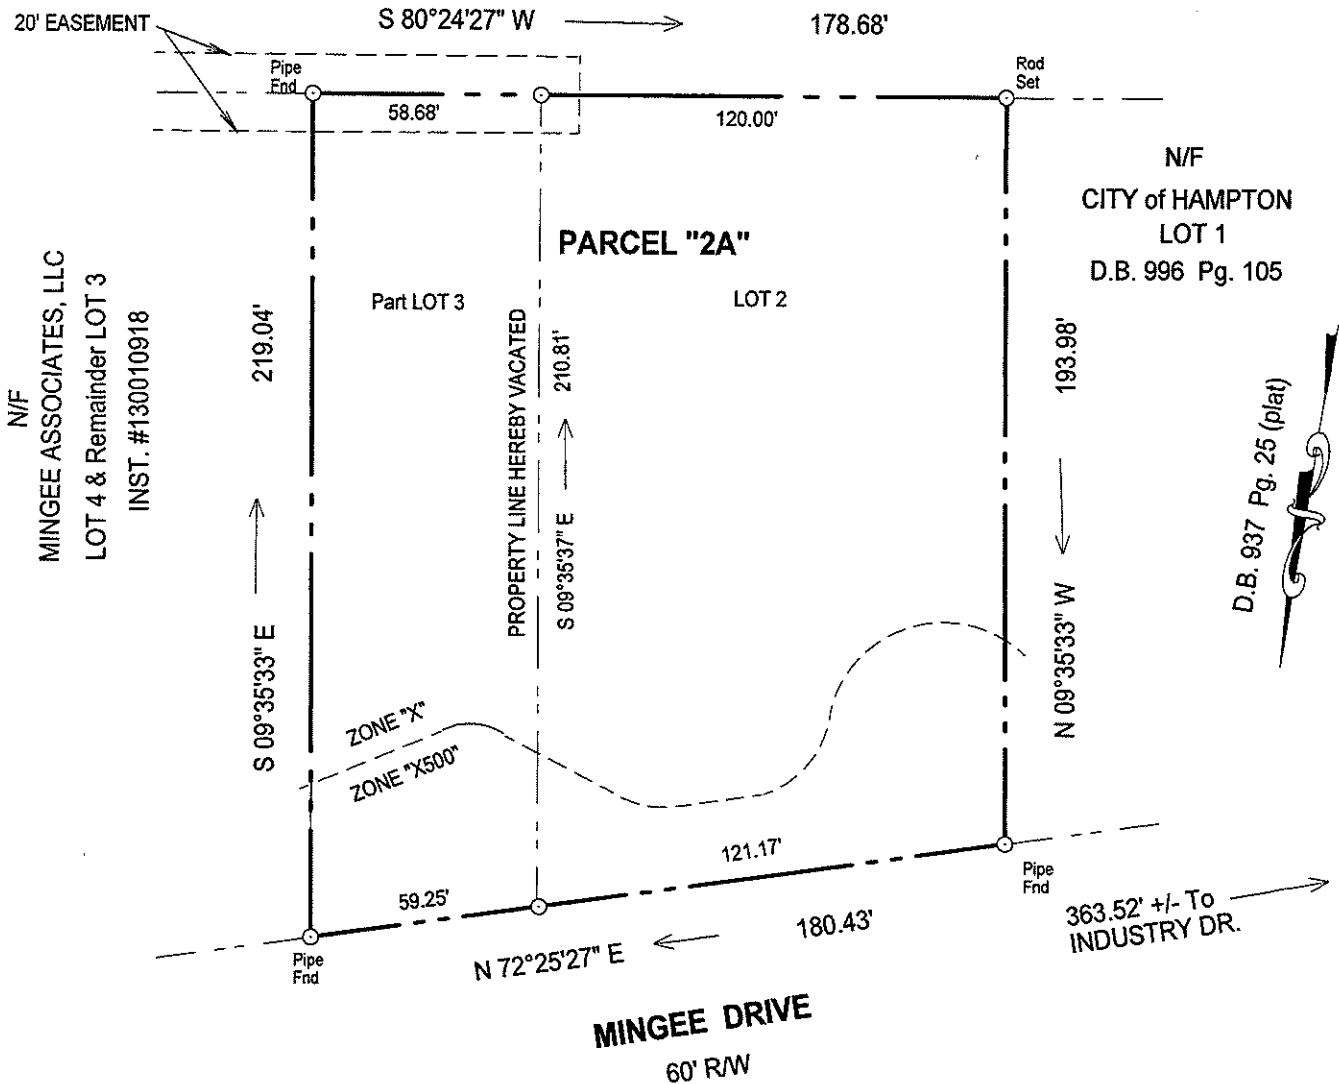 20' EASEMENT
S 80°24'27" W
178.68'
Pipe
Fnd
Rod
Set
58.68'
120.00'
N/F
CITY of HAMPTON
LOT 1
D.B. 996 Pg. 105
PARCEL "2A"
Part LOT 3
LOT 2
N/F
MINGEE ASSOCIATES, LLC
LOT 4 & Remainder LOT 3
INST. #130010918
219.04'
S 09°35'33" E
PROPERTY LINE HEREBY VACATED
210.81'
S 09°35'37" E
193.98'
N 09°35'33" W
D.B. 937 Pg. 25 (plat)
ZONE "X"
ZONE "X500"
121.17'
59.25'
Pipe
Fnd
Pipe
Fnd
180.43'
N 72°25'27" E
363.52' +/- To
INDUSTRY DR.
MINGEE DRIVE
60' R/W